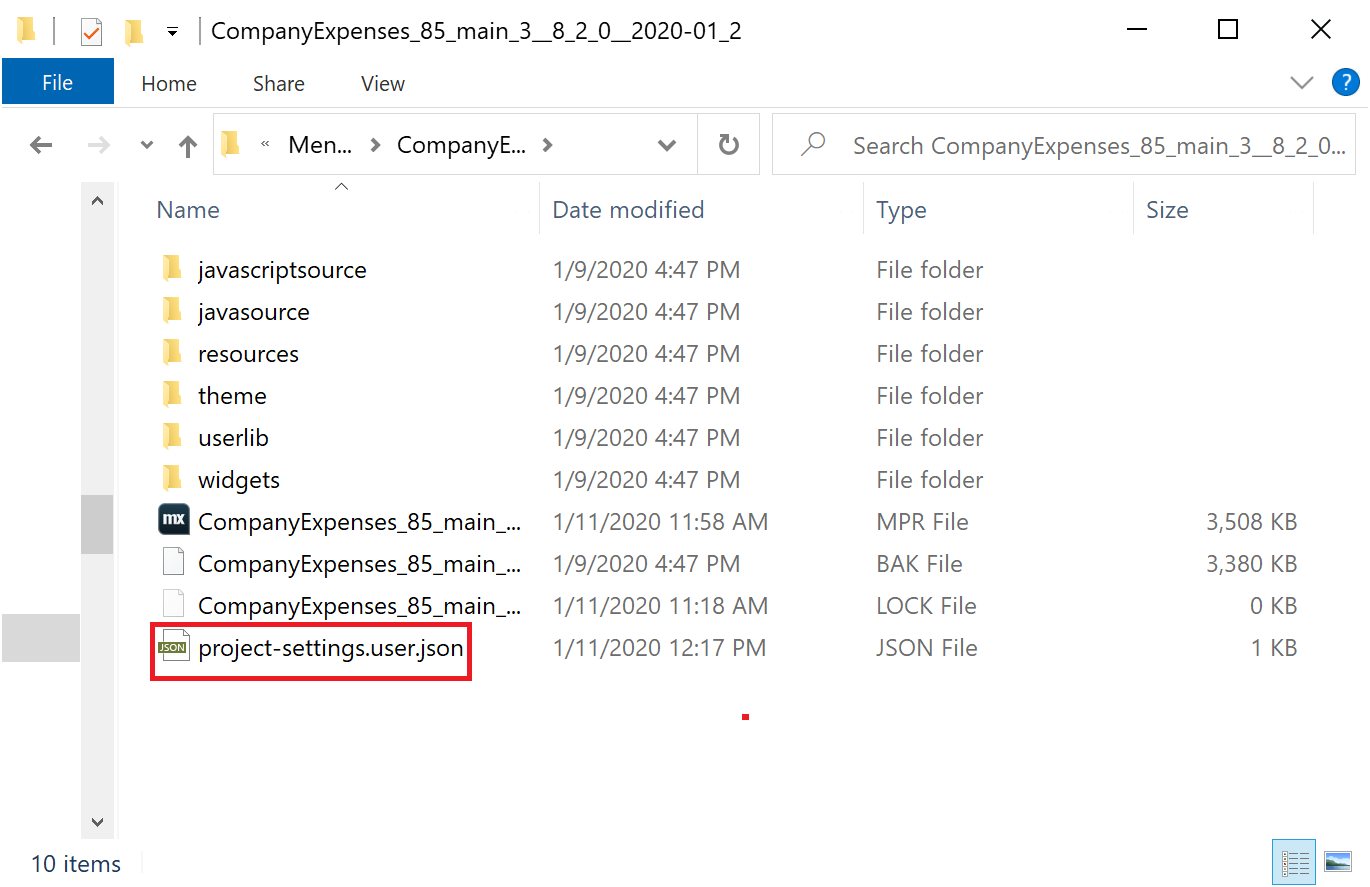 CompanyExpenses_85_main_3__8_2_0__2020-01_2
File Home Share View ?
« Men... > CompanyE... > Search CompanyExpenses_85_main_3__8_2_0...
Name Date modified Type Size
javascriptsource 1/9/2020 4:47 PM File folder
javasource 1/9/2020 4:47 PM File folder
resources 1/9/2020 4:47 PM File folder
theme 1/9/2020 4:47 PM File folder
userlib 1/9/2020 4:47 PM File folder
widgets 1/9/2020 4:47 PM File folder
mx CompanyExpenses_85_main_... 1/11/2020 11:58 AM MPR File 3,508 KB
CompanyExpenses_85_main_... 1/9/2020 4:47 PM BAK File 3,380 KB
CompanyExpenses_85_main_... 1/11/2020 11:18 AM LOCK File 0 KB
JSON project-settings.user.json 1/11/2020 12:17 PM JSON File 1 KB
10 items